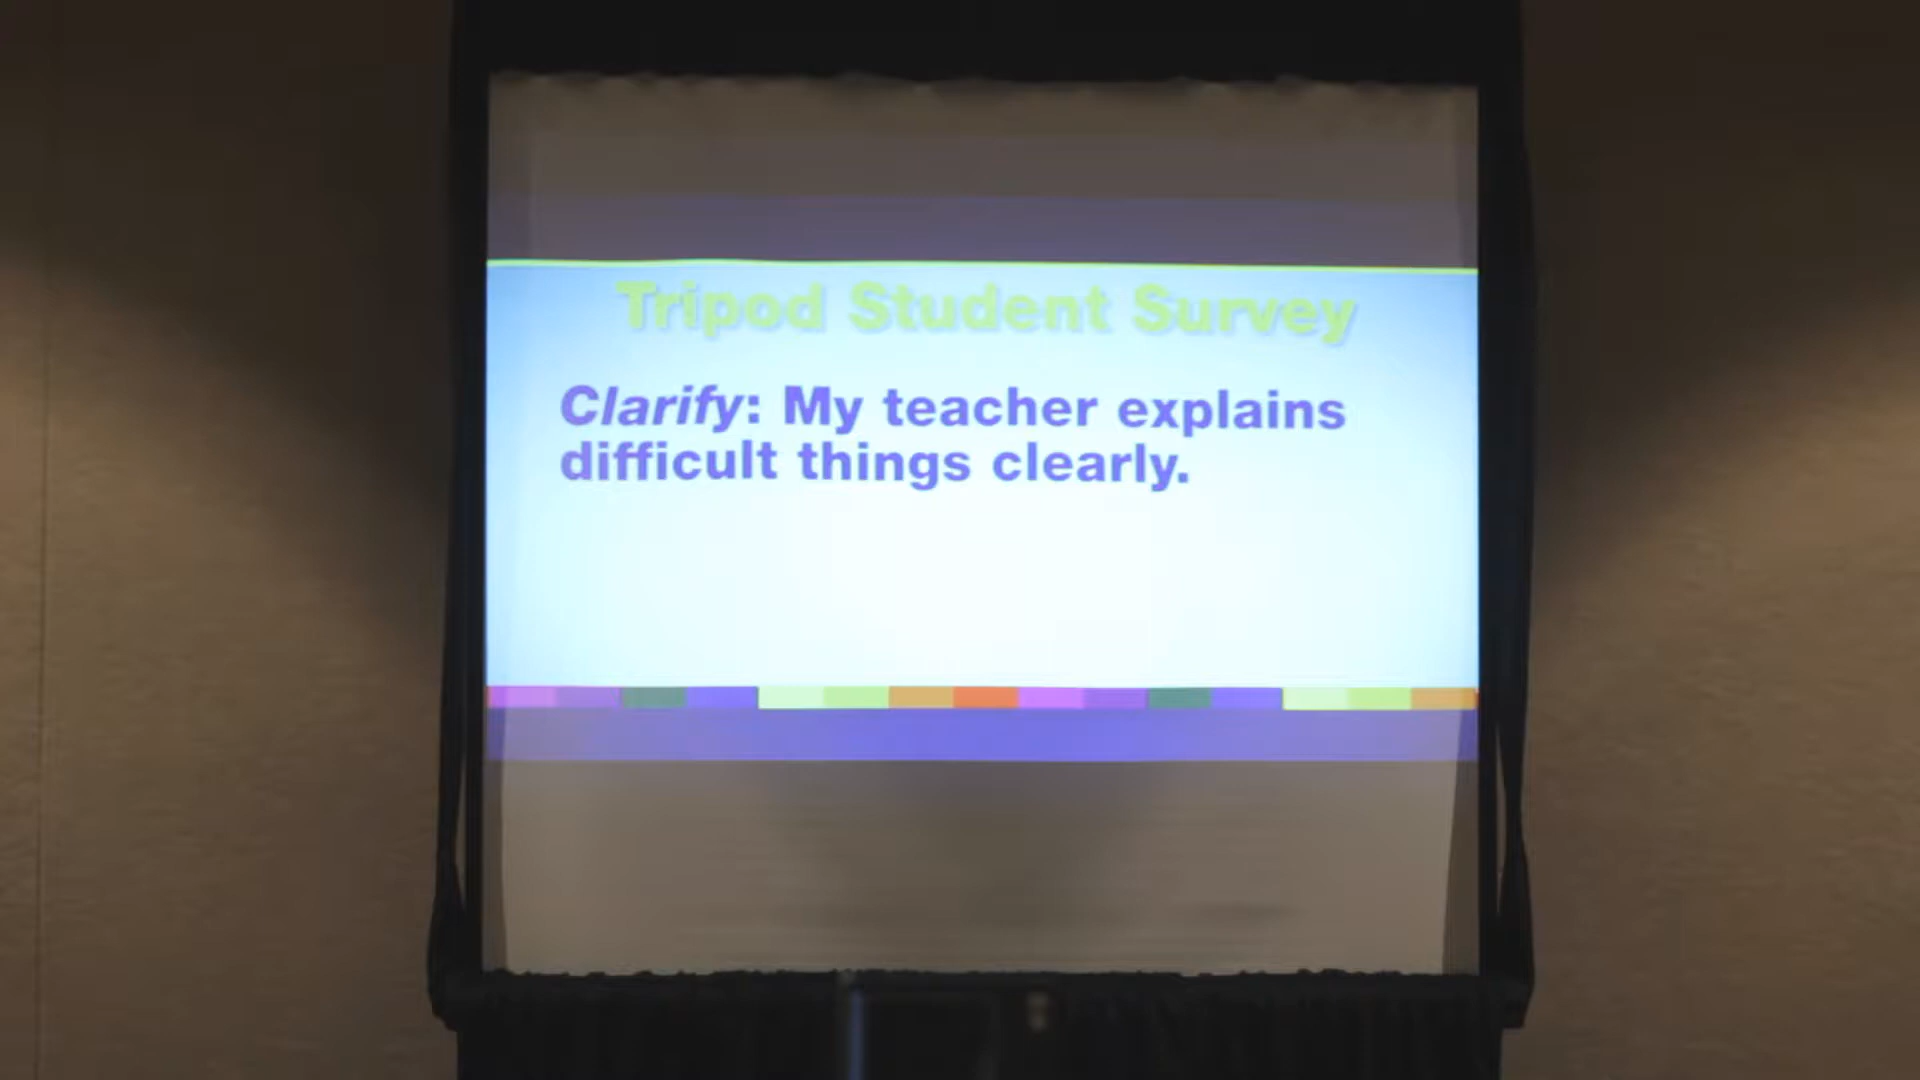 Tripod Student Survey
Clarify: My teacher explains
difficult things clearly.